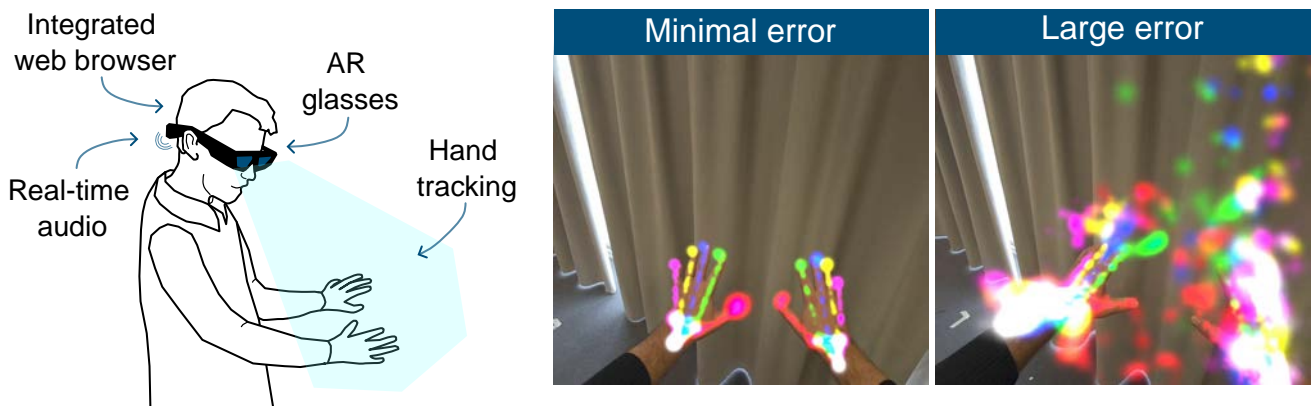 Integrated
web browser
AR
glasses
Hand
tracking
Real-time
audio
Minimal error
Large error